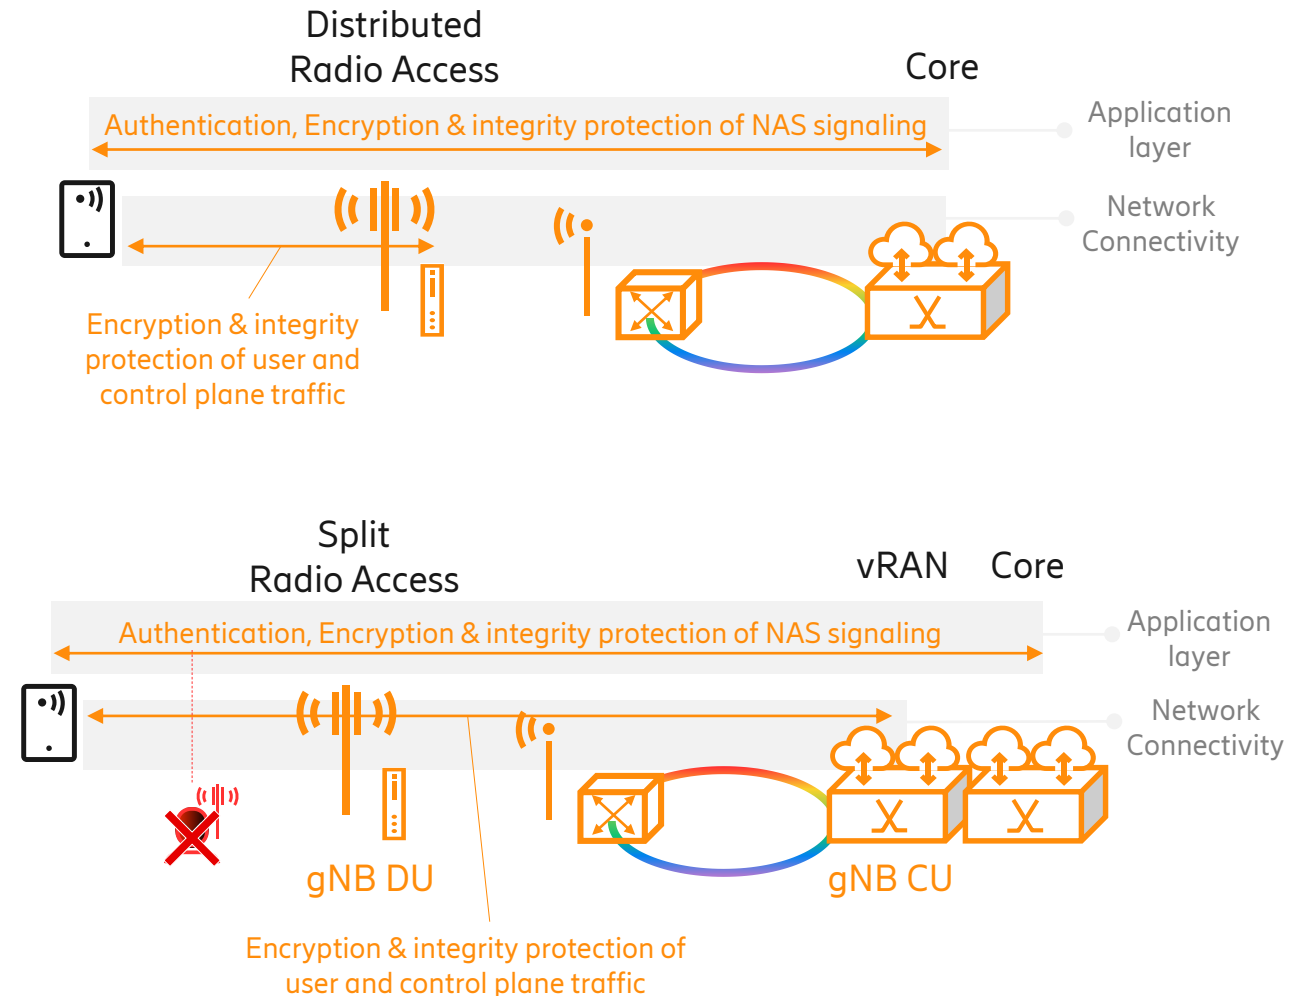 Distributed
Radio Access
Core
Authentication, Encryption & integrity protection of NAS signaling
Application
layer
Network
Connectivity
Encryption & integrity
protection of user and
control plane traffic
Split
Radio Access
vRAN
Core
Authentication, Encryption & integrity protection of NAS signaling
Application
layer
Network
Connectivity
gNB DU
gNB CU
Encryption & integrity protection of
user and control plane traffic